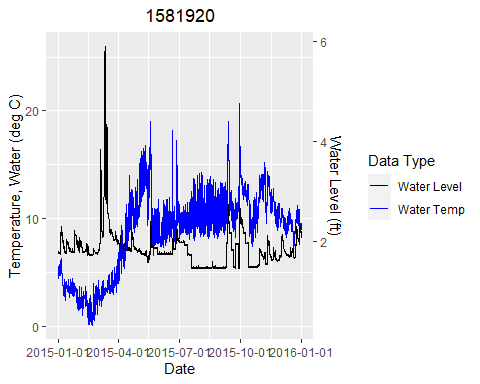 1581920
Temperature, Water (deg C)
20
10
0
6
4
2
Water Level (ft)
2015-01-01 2015-04-01 2015-07-01 2015-10-01 2016-01-01
Date
Data Type
Water Level
Water Temp